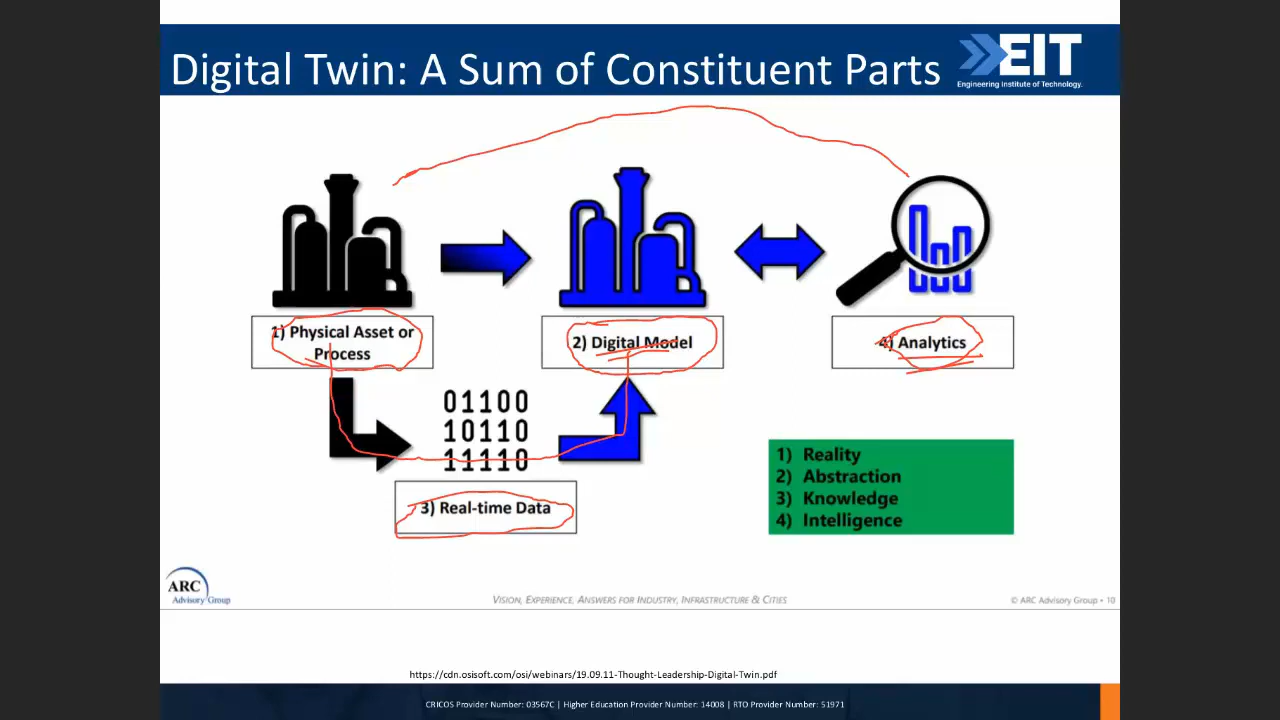 Digital Twin: A Sum of Constituent Parts
EIT
Engineering Institute of Technology.
1) Physical Asset or
Process
2) Digital Model
4) Analytics
01100
10110
11110
3) Real-time Data
1) Reality
2) Abstraction
3) Knowledge
4) Intelligence
ARC
Advisory Group
VISION, EXPERIENCE, ANSWERS FOR INDUSTRY, INFRASTRUCTURE & CITIES
© ARC Advisory Group • 10
https://cdn.osisoft.com/osi/webinars/19.09.11-Thought-Leadership-Digital-Twin.pdf
CRICOS Provider Number: 03567C | Higher Education Provider Number: 14008 | RTO Provider Number: 51971